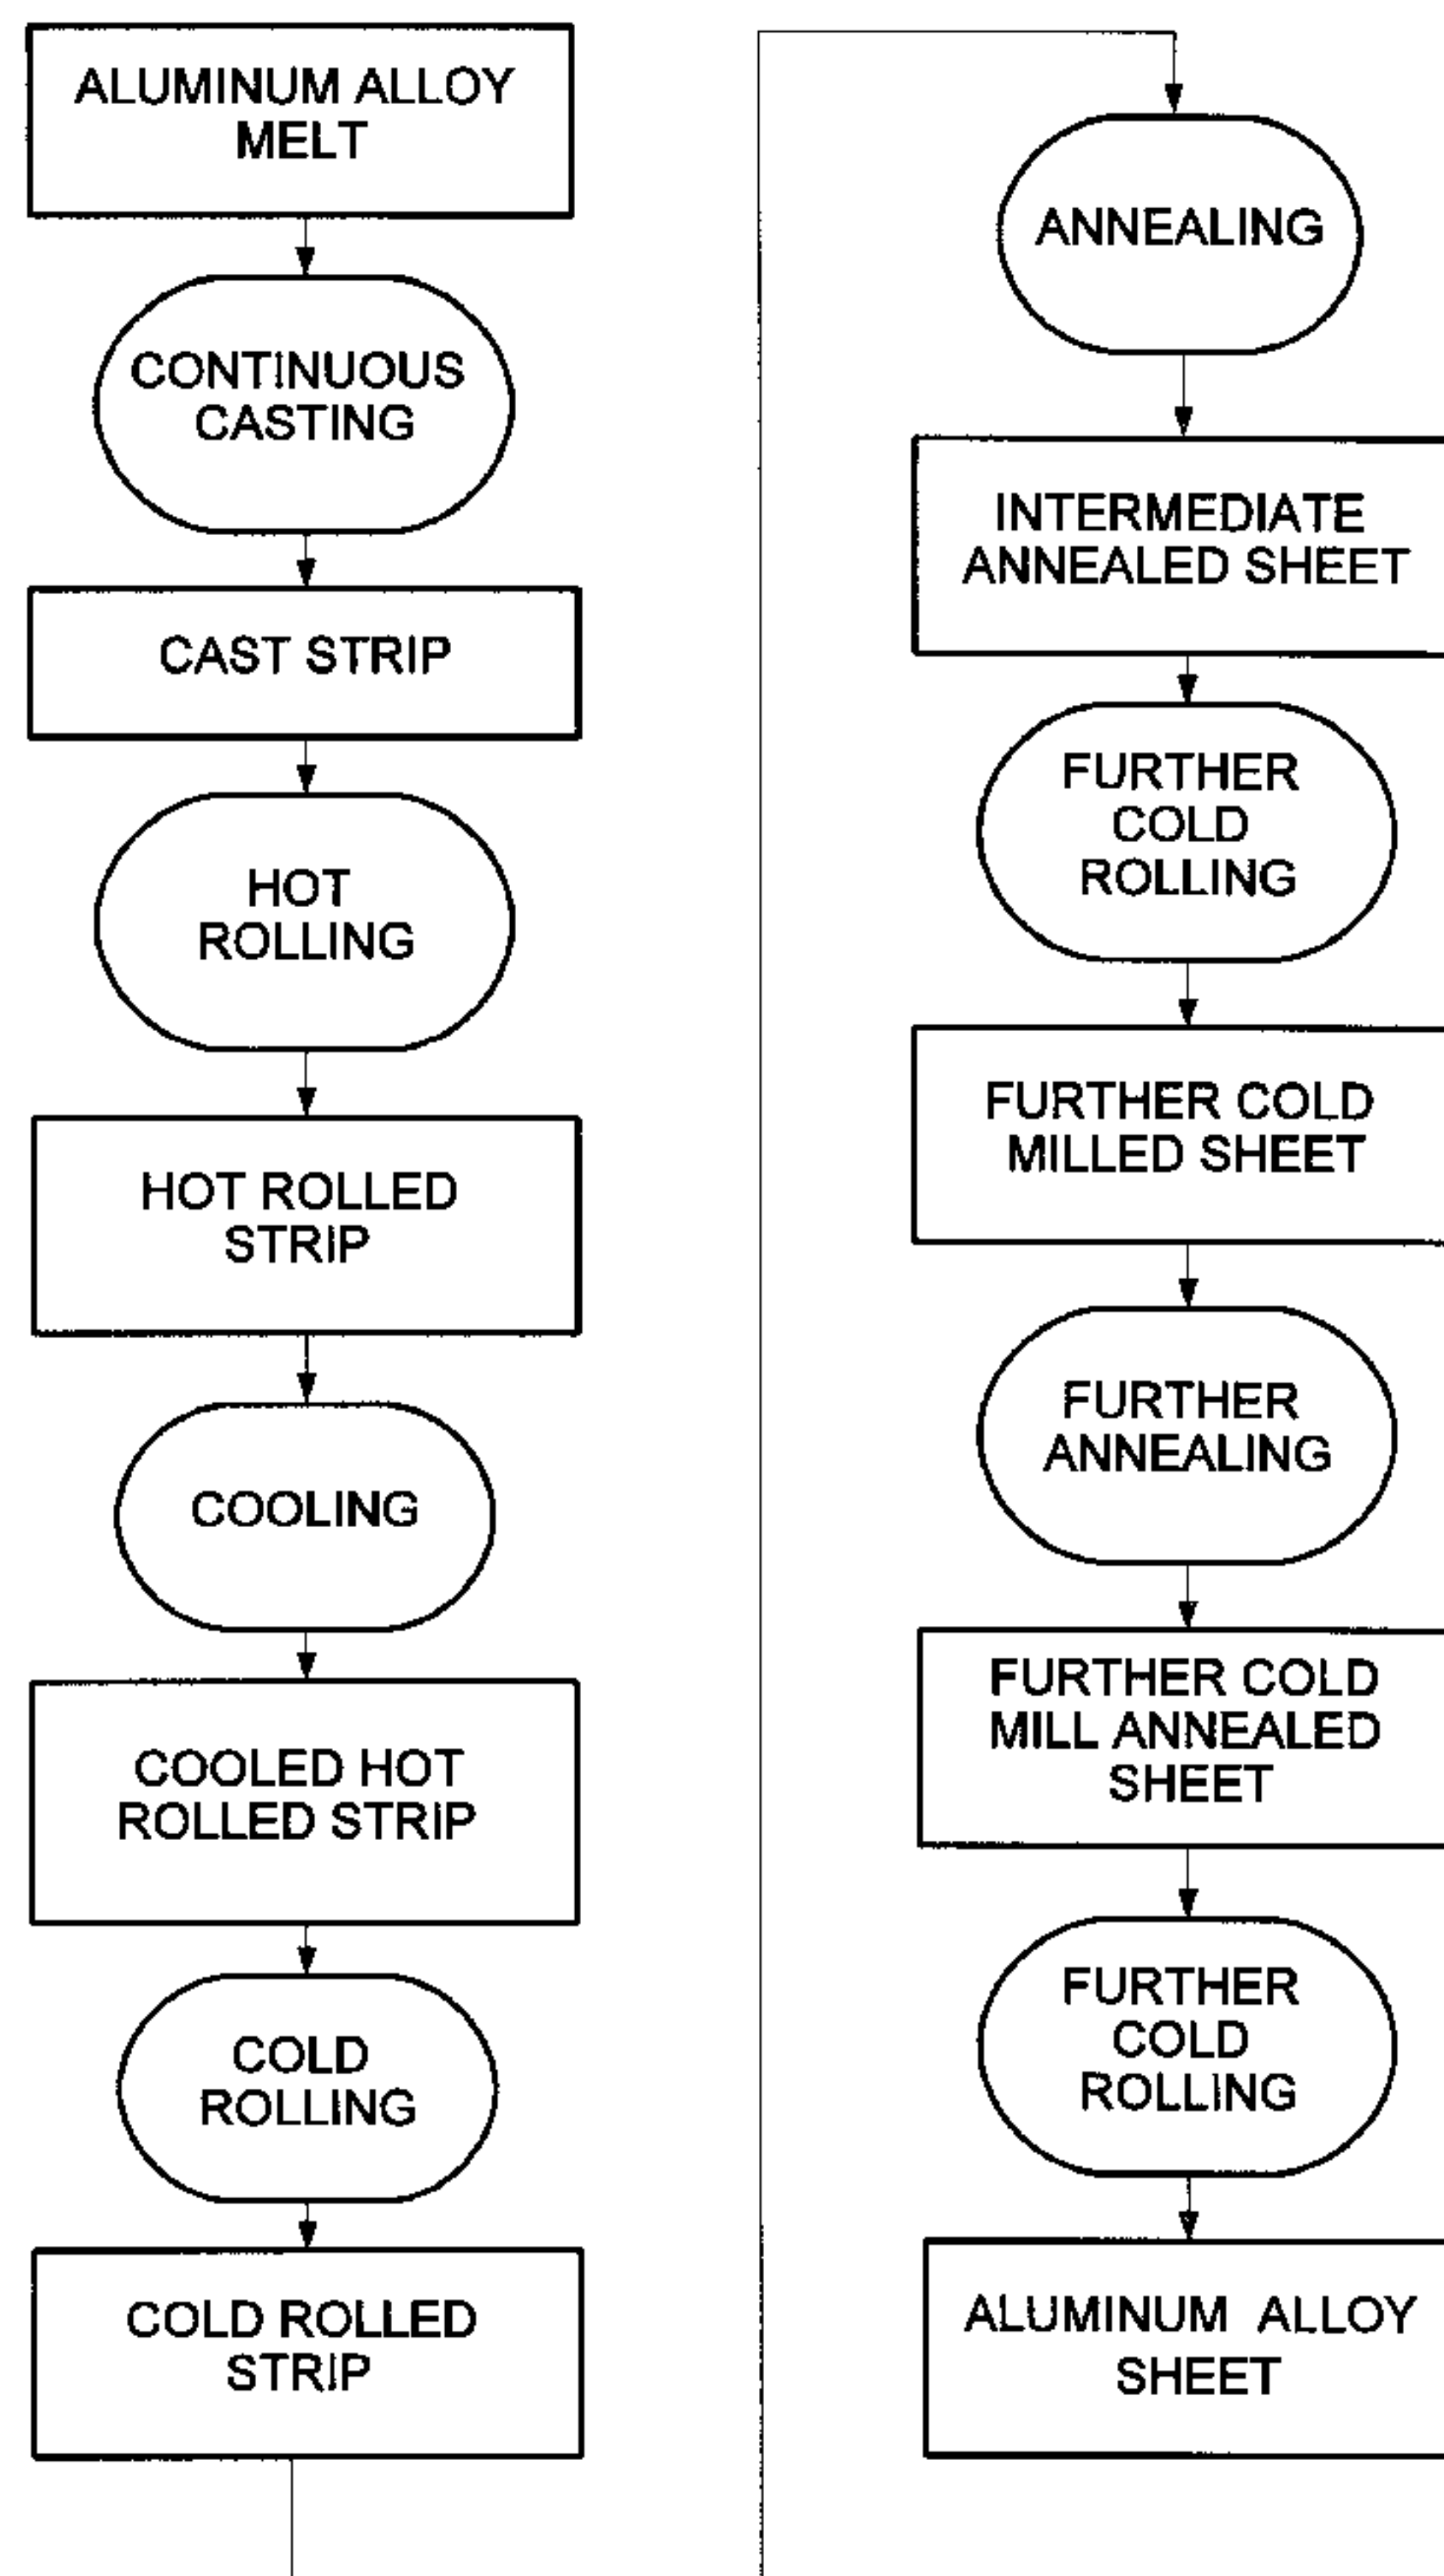 ALUMINUM ALLOY
MELT
CONTINUOUS
CASTING
CAST STRIP
HOT
ROLLING
HOT ROLLED
STRIP
COOLING
COOLED HOT
ROLLED STRIP
COLD
ROLLING
COLD ROLLED
STRIP
ANNEALING
INTERMEDIATE
ANNEALED SHEET
FURTHER
COLD
ROLLING
FURTHER COLD
MILLED SHEET
FURTHER
ANNEALING
FURTHER COLD
MILL ANNEALED
SHEET
FURTHER
COLD
ROLLING
ALUMINUM ALLOY
SHEET